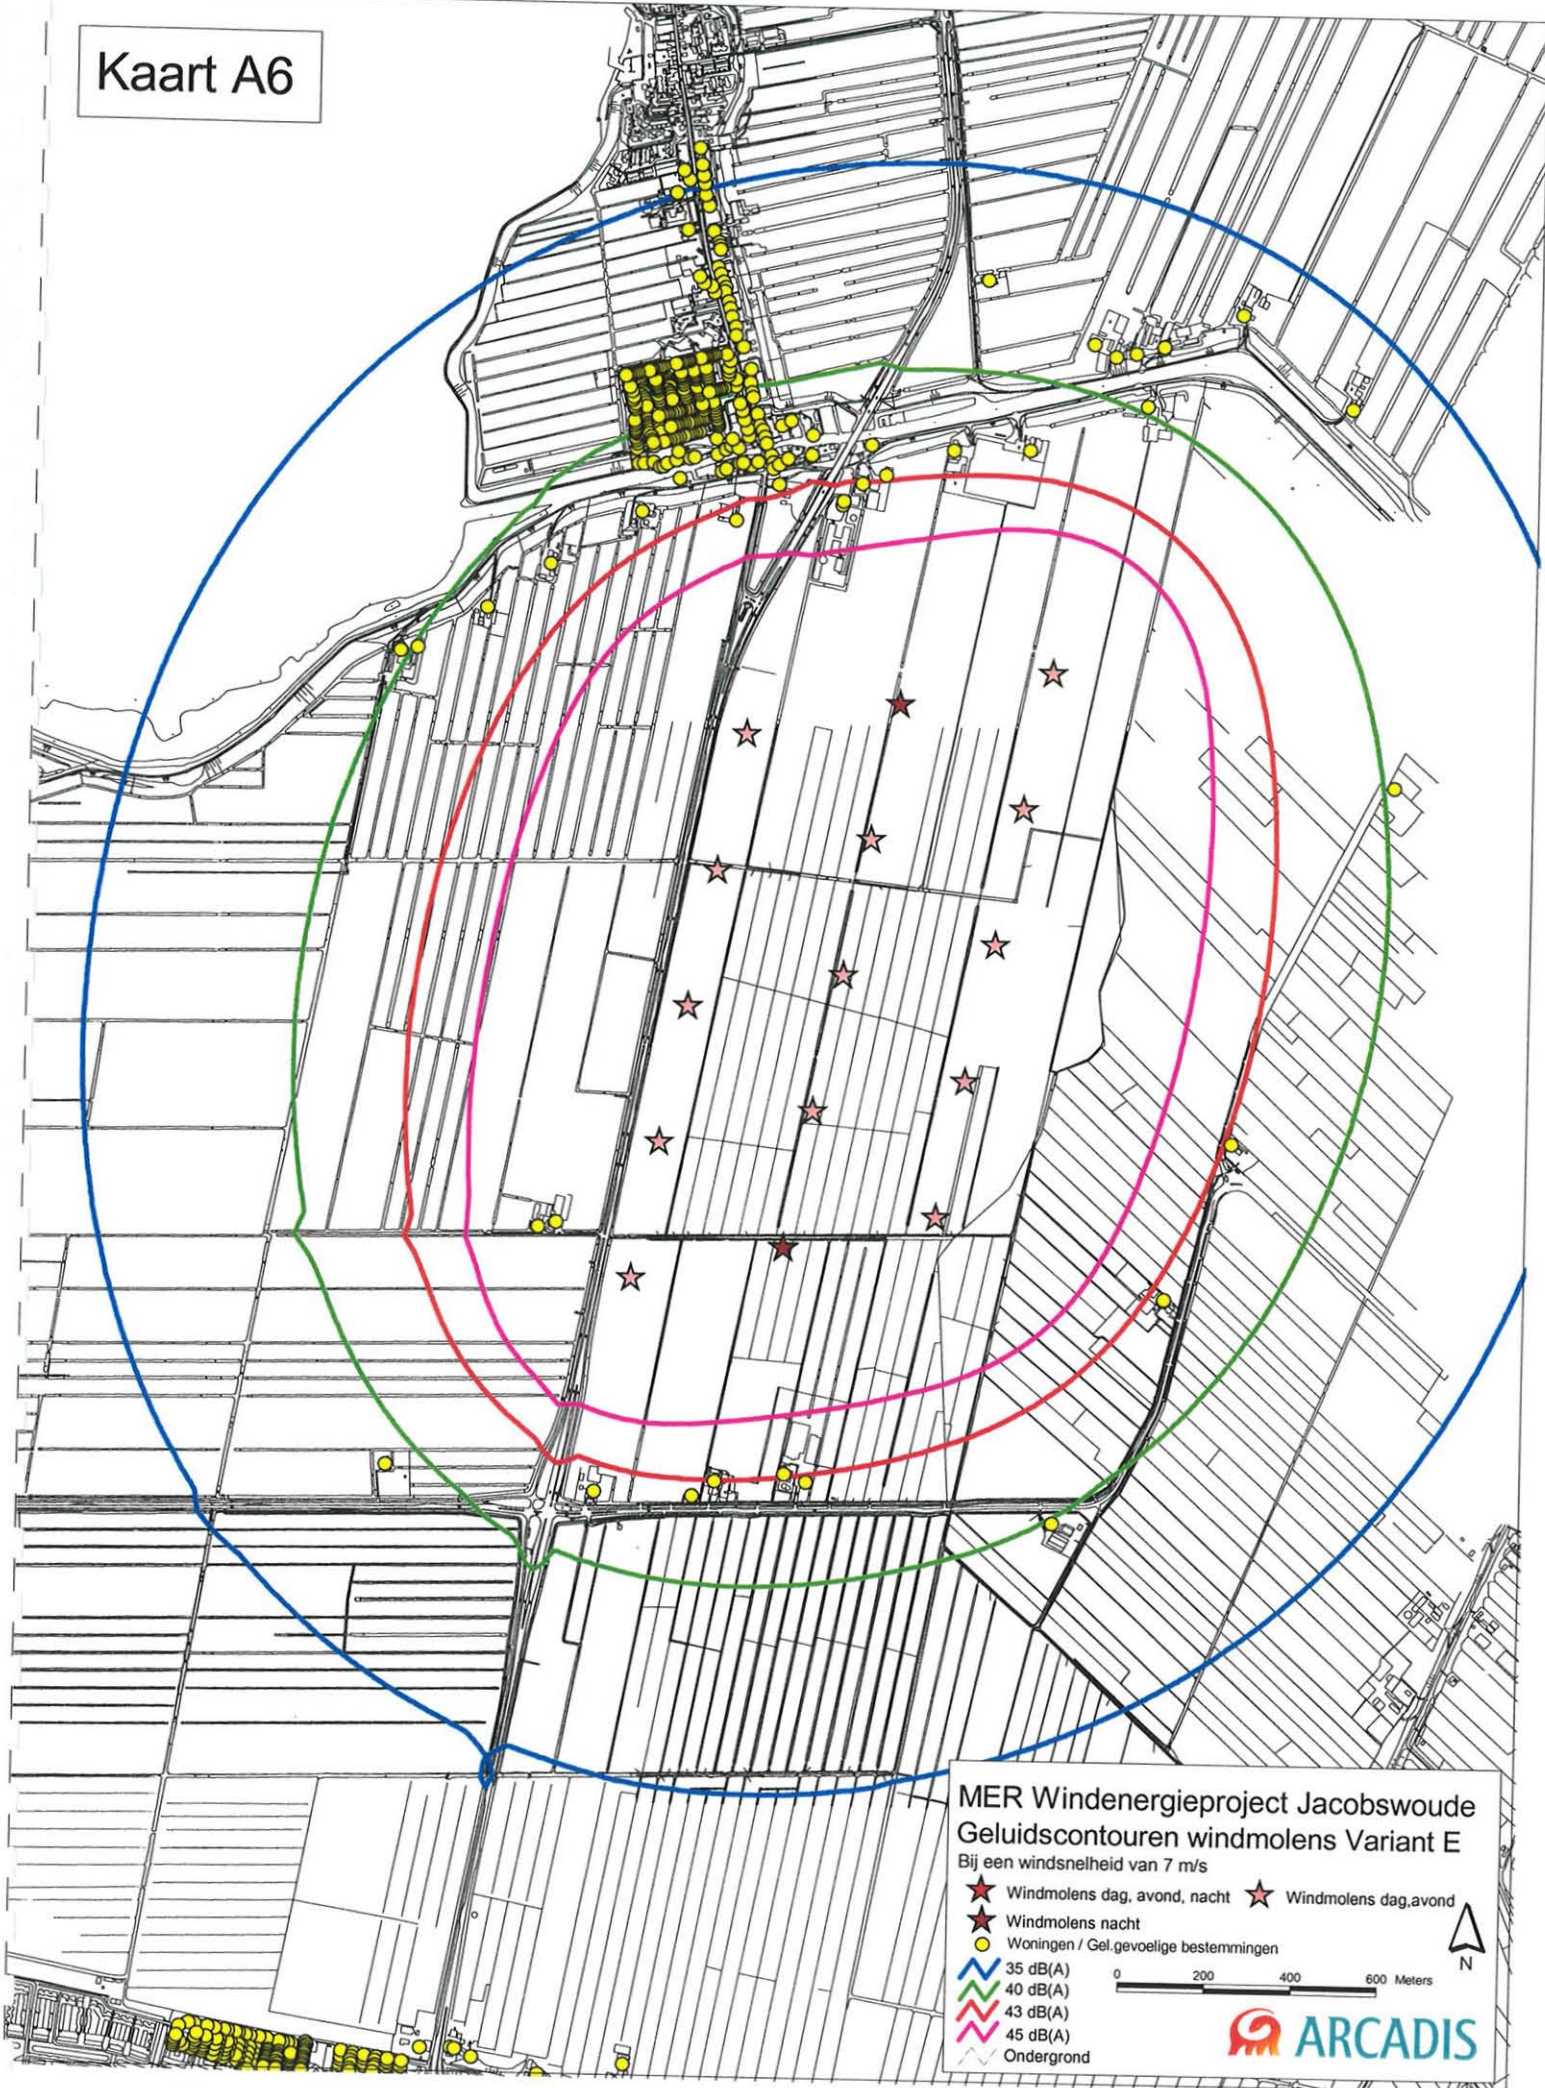 Kaart A6
MER Windenergieproject Jacobswoude
Geluidscontouren windmolens Variant E
Bij een windsnelheid van 7 m/s
Windmolens dag, avond, nacht
Windmolens dag,avond
Windmolens nacht
Woningen / Gel.gevoelige bestemmingen
35 dB(A)
40 dB(A)
43 dB(A)
45 dB(A)
Ondergrond
N
0 200 400 600 Meters
ARCADIS